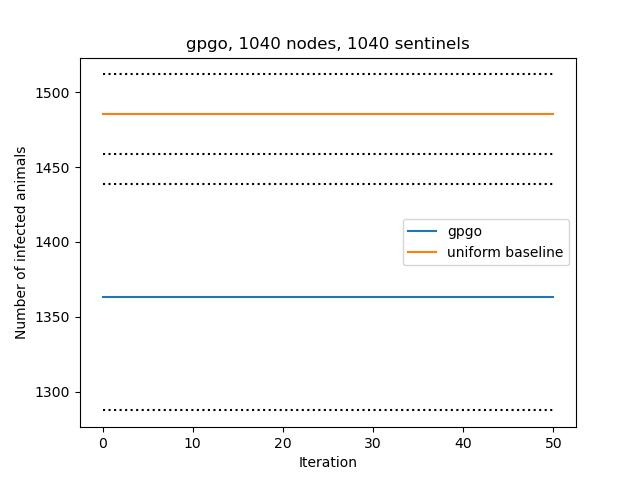 gpgo, 1040 nodes, 1040 sentinels
1500
1450
1400
1350
1300
Number of infected animals
gpgo
uniform baseline
0 10 20 30 40 50
Iteration